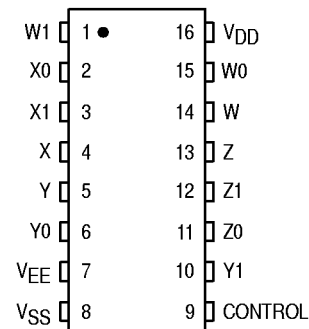 W1 1 16 VDD
X0 2 15 W0
X1 3 14 W
X 4 13 Z
Y 5 12 Z1
Y0 6 11 Z0
VEE 7 10 Y1
VSS 8 9 CONTROL